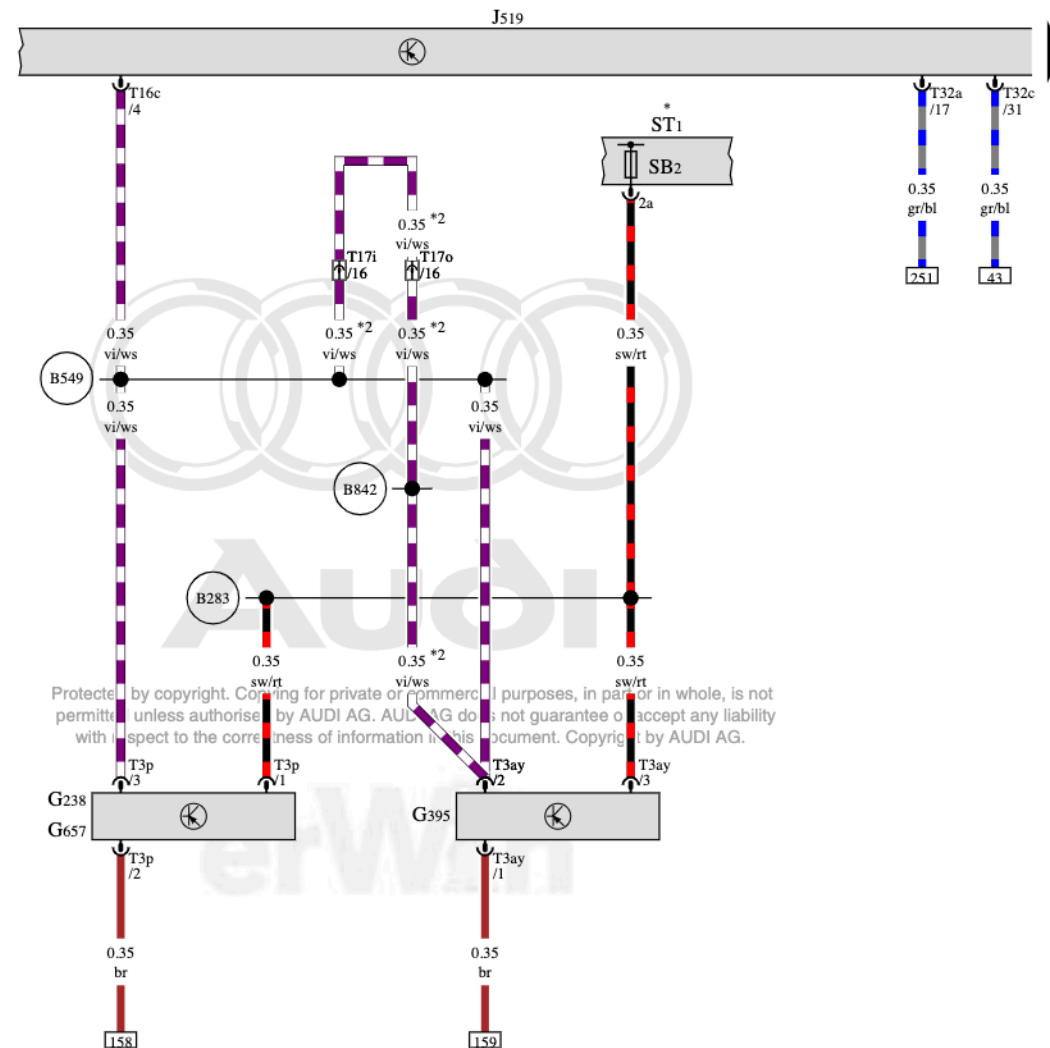 J519
T16c
/4
T32a
/17
T32c
/31
*
ST1
SB2
2a
0.35
gr/bl
0.35
gr/bl
0.35 *2
vi/ws
T17i
/16
T17o
/16
251
43
0.35
vi/ws
0.35 *2
vi/ws
0.35 *2
vi/ws
0.35
sw/rt
B549
0.35
vi/ws
0.35
vi/ws
B842
Audi
B283
0.35
sw/rt
0.35 *2
vi/ws
0.35
sw/rt
Protected by copyright. Copying for private or commercial purposes, in part or in whole, is not
permitted unless authorised by AUDI AG. AUDI AG does not guarantee or accept any liability
with respect to the correctness of information in this document. Copyright by AUDI AG.
T3p
/3
T3p
/1
T3ay
/2
T3ay
/3
G238
G657
G395
erWin
T3p
/2
T3ay
/1
0.35
br
0.35
br
158
159